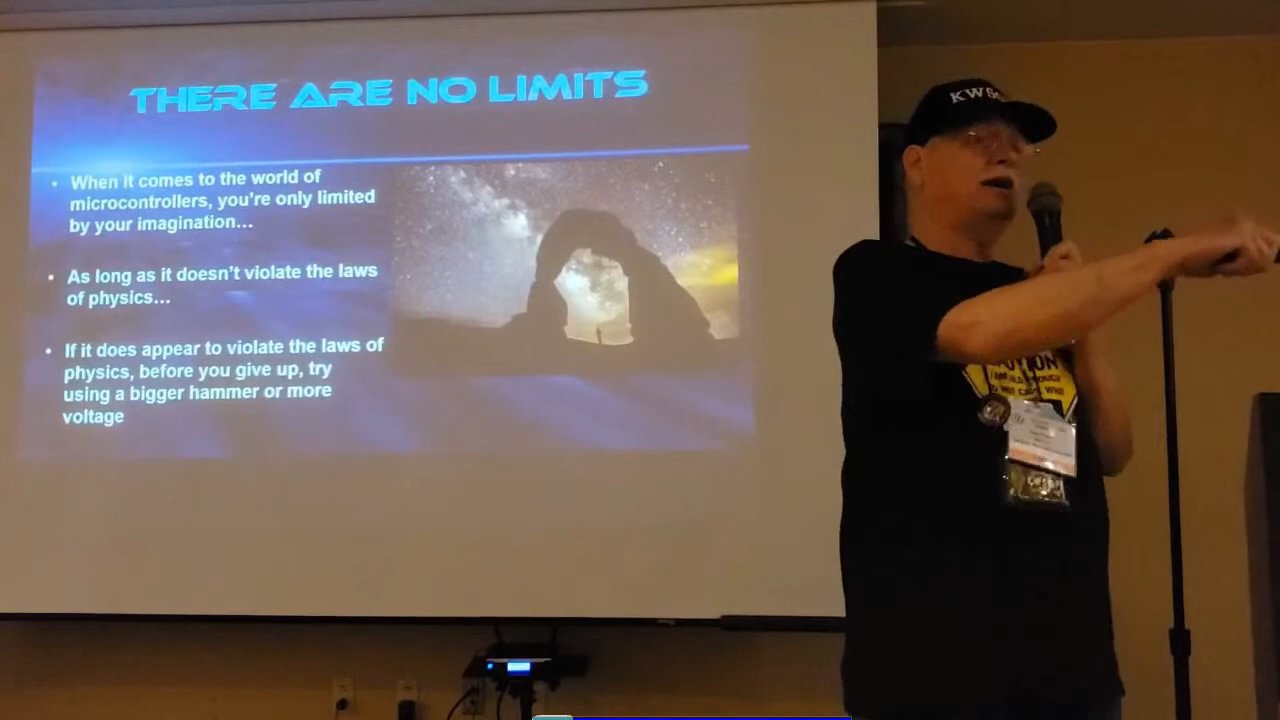 THERE ARE NO LIMITS
• When it comes to the world of
microcontrollers, you're only limited
by your imagination…
• As long as it doesn't violate the laws
of physics…
• If it does appear to violate the laws of
physics, before you give up, try
using a bigger hammer or more
voltage